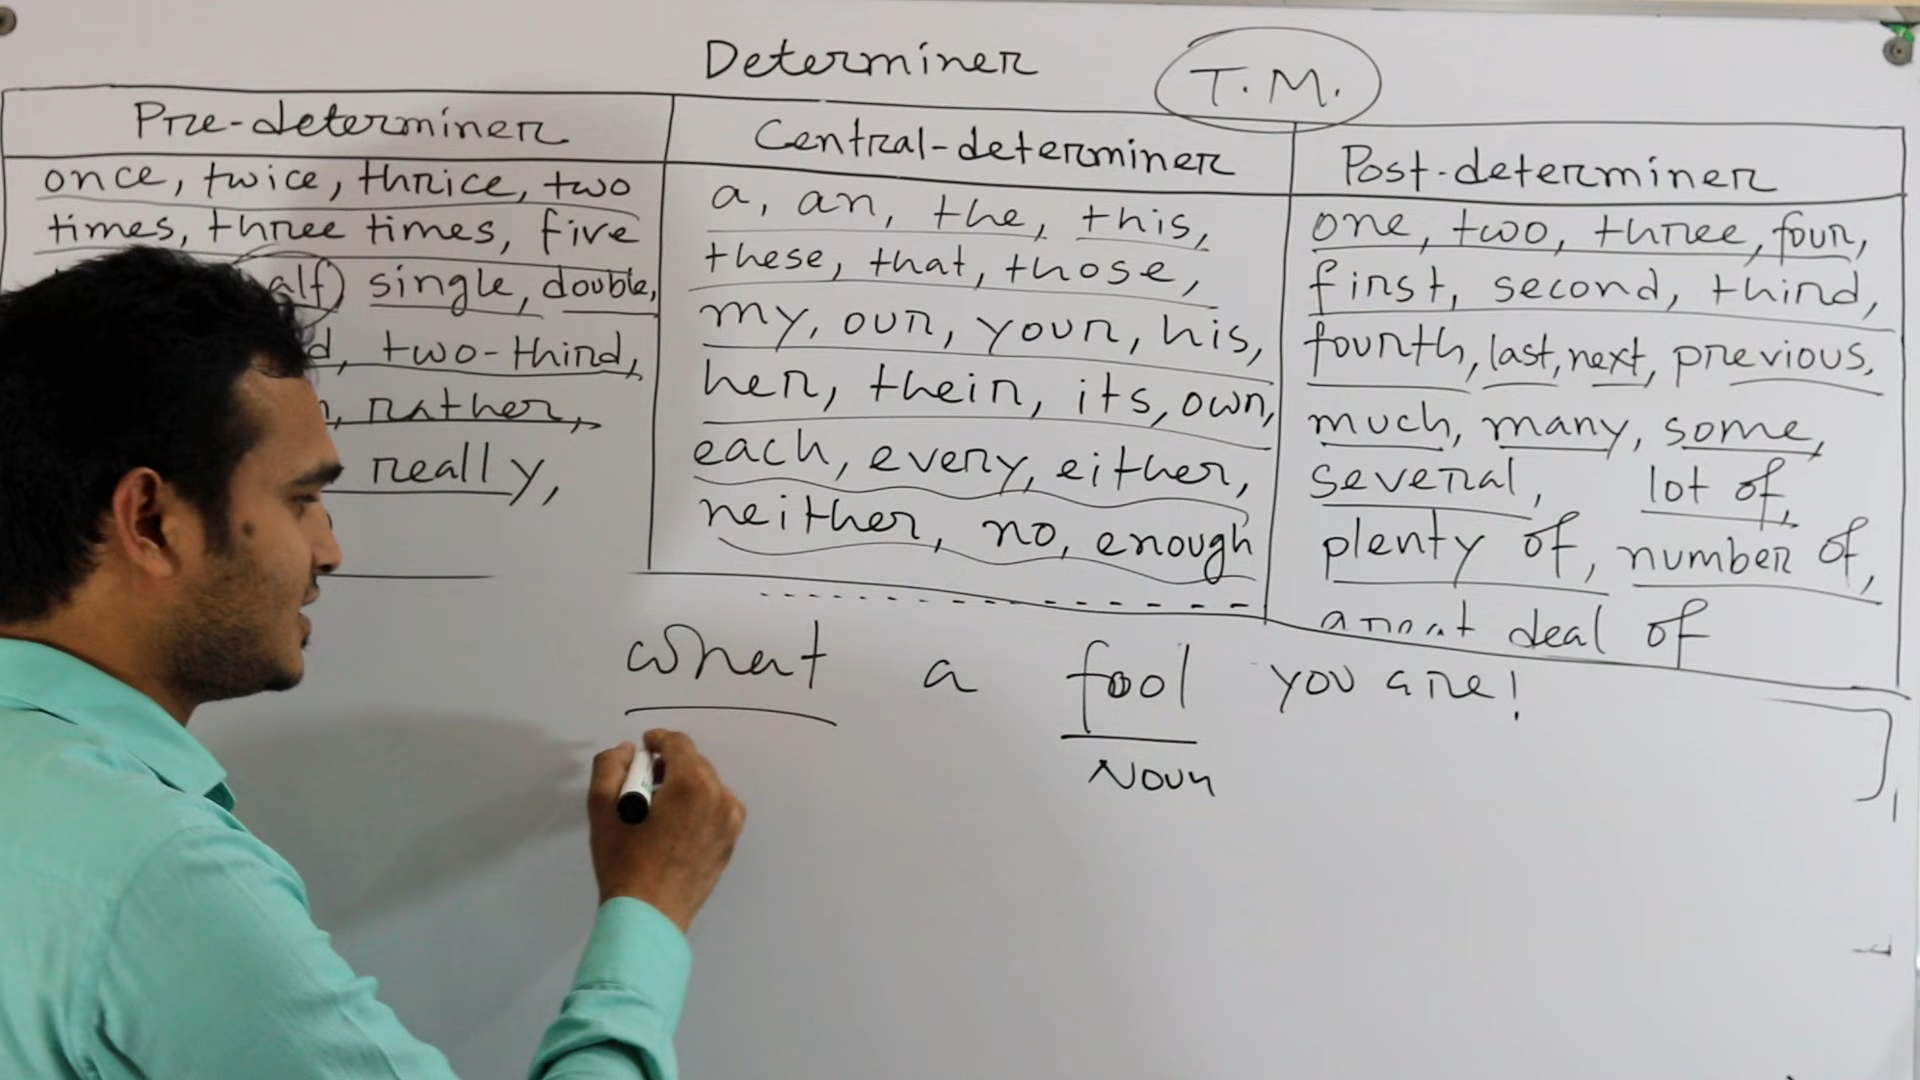 Determiner
T.M.
Pre-determiner
once, twice, thrice, two
times, three times, five
single, double,
two-third,
rather,
really,
Central-determiner
a, an, the, this,
these, that, those,
my, our, your, his,
her, their, its, own,
each, every, either,
neither, no, enough
Post-determiner
one, two, three, four,
first, second, third,
fourth, last, next, previous,
much, many, some,
several, lot of,
plenty of, number of,
deal of
What a fool you are!
Noun